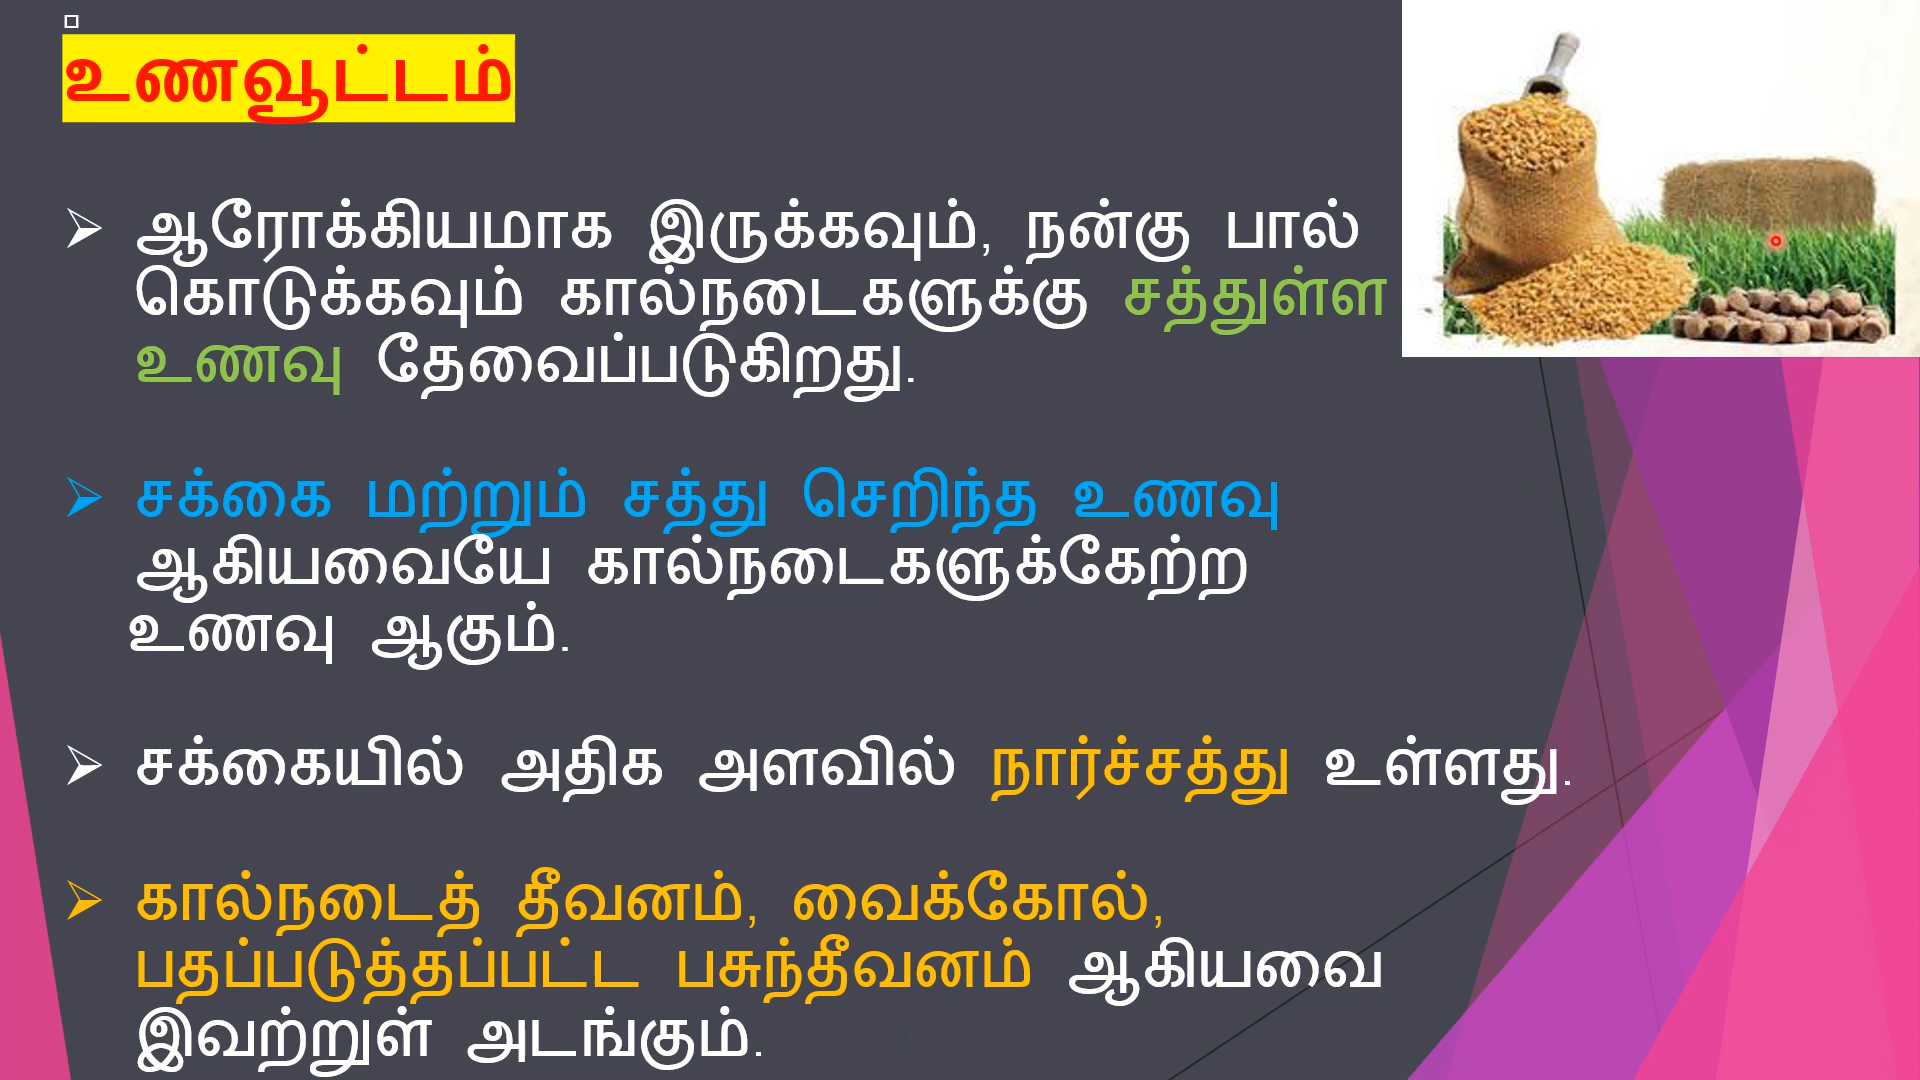 உணவூட்டம்
ஆரோக்கியமாக இருக்கவும், நன்கு பால்
கொடுக்கவும் கால்நடைகளுக்கு சத்துள்ள
உணவு தேவைப்படுகிறது.
சக்கை மற்றும் சத்து செறிந்த உணவு
ஆகியவையே கால்நடைகளுக்கேற்ற
உணவு ஆகும்.
சக்கையில் அதிக அளவில் நார்ச்சத்து உள்ளது.
கால்நடைத் தீவனம், வைக்கோல்,
பதப்படுத்தப்பட்ட பசுந்தீவனம் ஆகியவை
இவற்றுள் அடங்கும்.